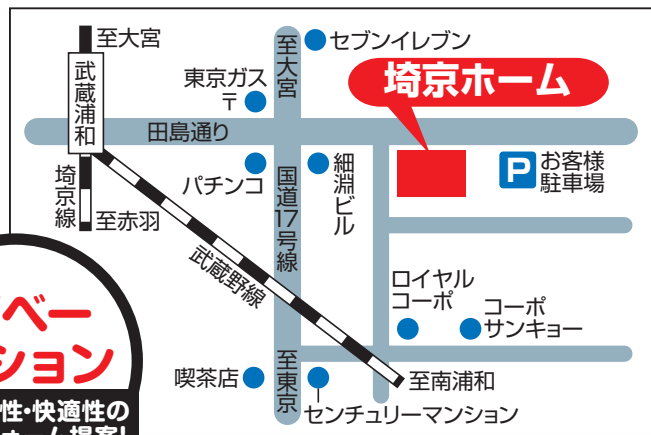 至大宮
武蔵浦和
埼京線
至赤羽
東京ガス
〒
至大宮
セブンイレブン
埼京ホーム
田島通り
パチンコ
国道17号線
細淵ビル
P
お客様
駐車場
武蔵野線
ロイヤル
コーポ
コーポ
サンキョー
喫茶店
至東京
至南浦和
センチュリーマンション
ベー
ション
性・快適性の